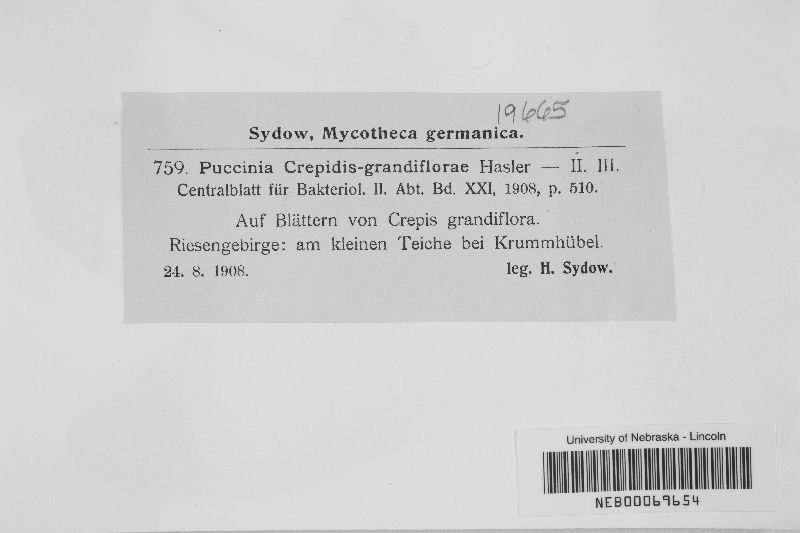 19665
Sydow, Mycotheca germanica.
759. Puccinia Crepidis-grandiflorae Hasler — II. III.
Centralblatt für Bakteriol. II. Abt. Bd. XXI, 1908, p. 510.
Auf Blättern von Crepis grandiflora.
Riesengebirge: am kleinen Teiche bei Krummhübel.
24. 8. 1908. leg. H. Sydow.
University of Nebraska - Lincoln
NEB00069654